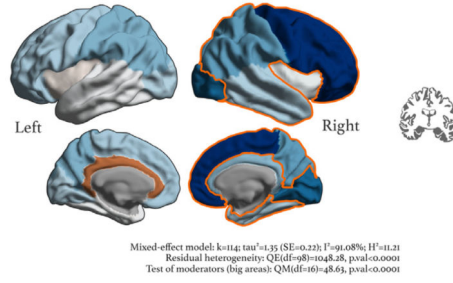 Left
Right
Mixed-effect model: k=114; tau²=1.35 (SE=0.22); I²=91.08%; H²=11.21
Residual heterogeneity: QE(df=98)=1048.28, p.val<0.0001
Test of moderators (big areas): QM(df=16)=48.63, p.val<0.0001